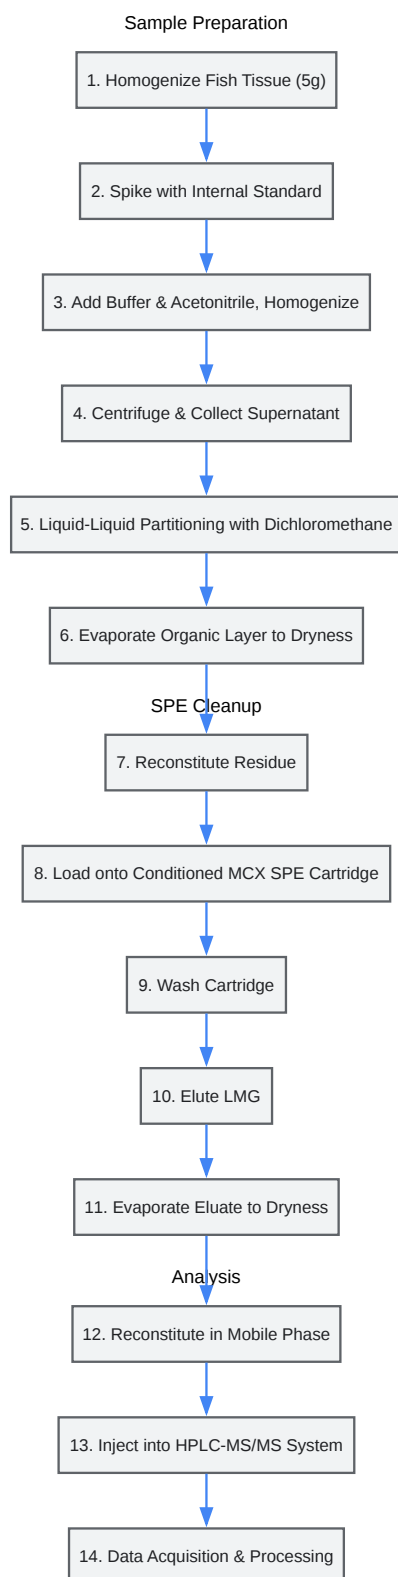 Sample Preparation
1. Homogenize Fish Tissue (5g)
2. Spike with Internal Standard
3. Add Buffer & Acetonitrile, Homogenize
4. Centrifuge & Collect Supernatant
5. Liquid-Liquid Partitioning with Dichloromethane
6. Evaporate Organic Layer to Dryness
SPE Cleanup
7. Reconstitute Residue
8. Load onto Conditioned MCX SPE Cartridge
9. Wash Cartridge
10. Elute LMG
11. Evaporate Eluate to Dryness
Analysis
12. Reconstitute in Mobile Phase
13. Inject into HPLC-MS/MS System
14. Data Acquisition & Processing